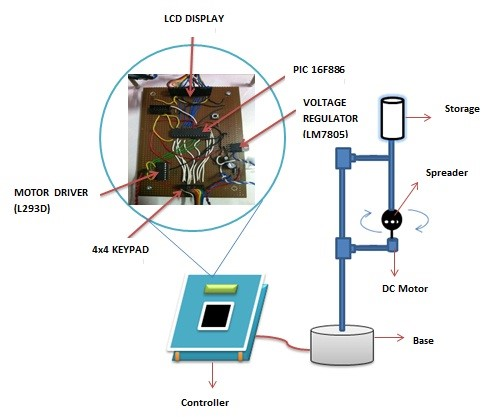 LCD DISPLAY
PIC 16F886
VOLTAGE
REGULATOR
(LM7805)
Storage
Spreader
MOTOR DRIVER
(L293D)
4x4 KEYPAD
DC Motor
Base
Controller